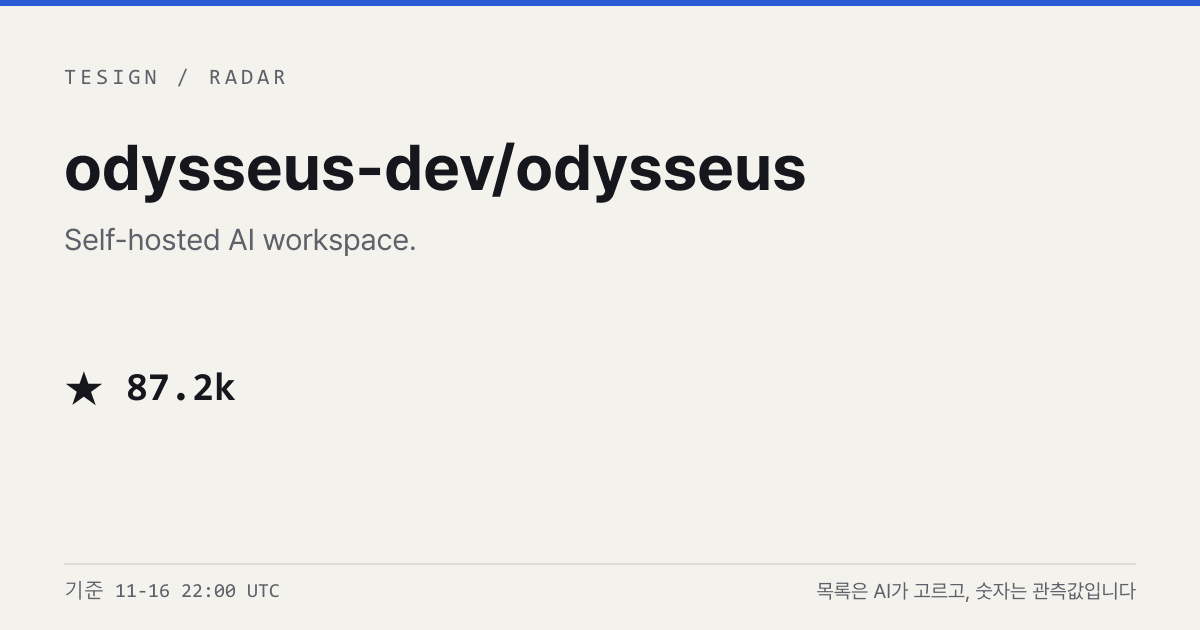 TESIGN / RADAR
odysseus-dev/odysseus
Self-hosted AI workspace.
★ 87.2k
기준 11-16 22:00 UTC
목록은 AI가 고르고, 숫자는 관측값입니다